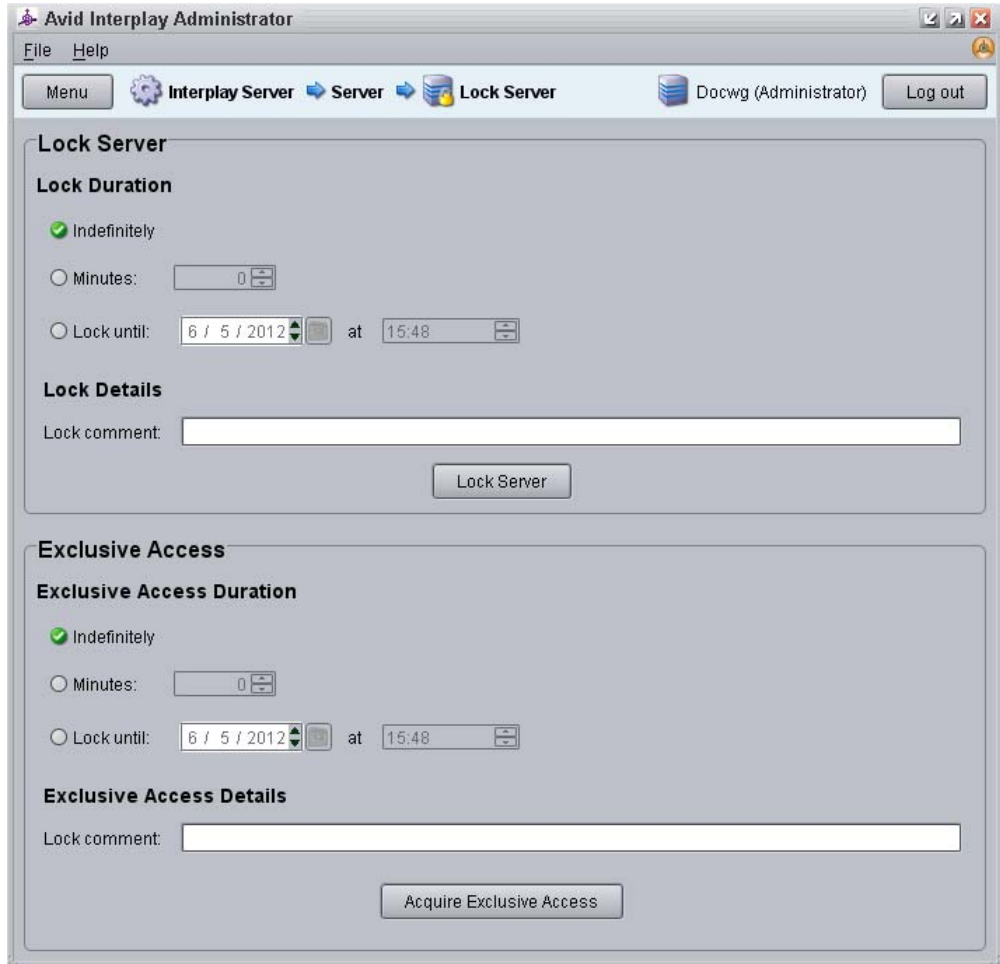 Avid Interplay Administrator
File Help
Menu Interplay Server Server Lock Server Docwg (Administrator) Log out
Lock Server
Lock Duration
Indefinitely
Minutes: 0
Lock until: 6 / 5 / 2012 at 15:48
Lock Details
Lock comment:
Lock Server
Exclusive Access
Exclusive Access Duration
Indefinitely
Minutes: 0
Lock until: 6 / 5 / 2012 at 15:48
Exclusive Access Details
Lock comment:
Acquire Exclusive Access